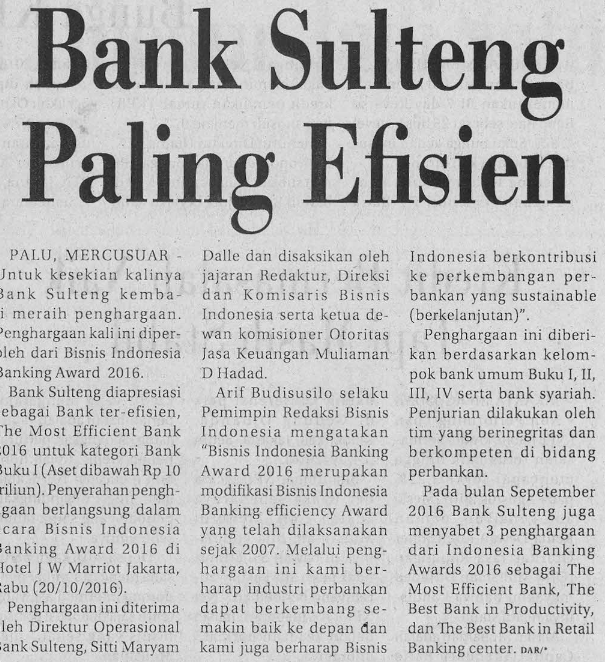 Bank Sulteng
Paling Efisien
PALU, MERCUSUAR -
Untuk kesekian kalinya
Bank Sulteng kemba-
i meraih penghargaan.
Penghargaan kali ini diper-
oleh dari Bisnis Indonesia
Banking Award 2016.
Bank Sulteng diapresiasi
sebagai Bank ter-efisien,
The Most Efficient Bank
2016 untuk kategori Bank
Buku I (Aset dibawah Rp 10
triliun). Penyerahan pengh-
rgaan berlangsung dalam
cara Bisnis Indonesia
Banking Award 2016 di
Hotel J W Marriot Jakarta,
Rabu (20/10/2016).
Penghargaan ini diterima
oleh Direktur Operasional
Bank Sulteng, Sitti Maryam
Dalle dan disaksikan oleh
jajaran Redaktur, Direksi
dan Komisaris Bisnis
Indonesia serta ketua de-
wan komisioner Otoritas
Jasa Keuangan Muliaman
D Hadad.
Arif Budisusilo selaku
Pemimpin Redaksi Bisnis
Indonesia mengatakan
“Bisnis Indonesia Banking
Award 2016 merupakan
modifikasi Bisnis Indonesia
Banking efficiency Award
yang telah dilaksanakan
sejak 2007. Melalui peng-
hargaan ini kami ber-
harap industri perbankan
dapat berkembang se-
makin baik ke depan dan
kami juga berharap Bisnis
Indonesia berkontribusi
ke perkembangan per-
bankan yang sustainable
(berkelanjutan)”.
Penghargaan ini diberi-
kan berdasarkan kelom-
pok bank umum Buku I, II,
III, IV serta bank syariah.
Penjurian dilakukan oleh
tim yang berinegritas dan
berkompeten di bidang
perbankan.
Pada bulan Sepetember
2016 Bank Sulteng juga
menyabet 3 penghargaan
dari Indonesia Banking
Awards 2016 sebagai The
Most Efficient Bank, The
Best Bank in Productivity,
dan The Best Bank in Retail
Banking center. DAR/*